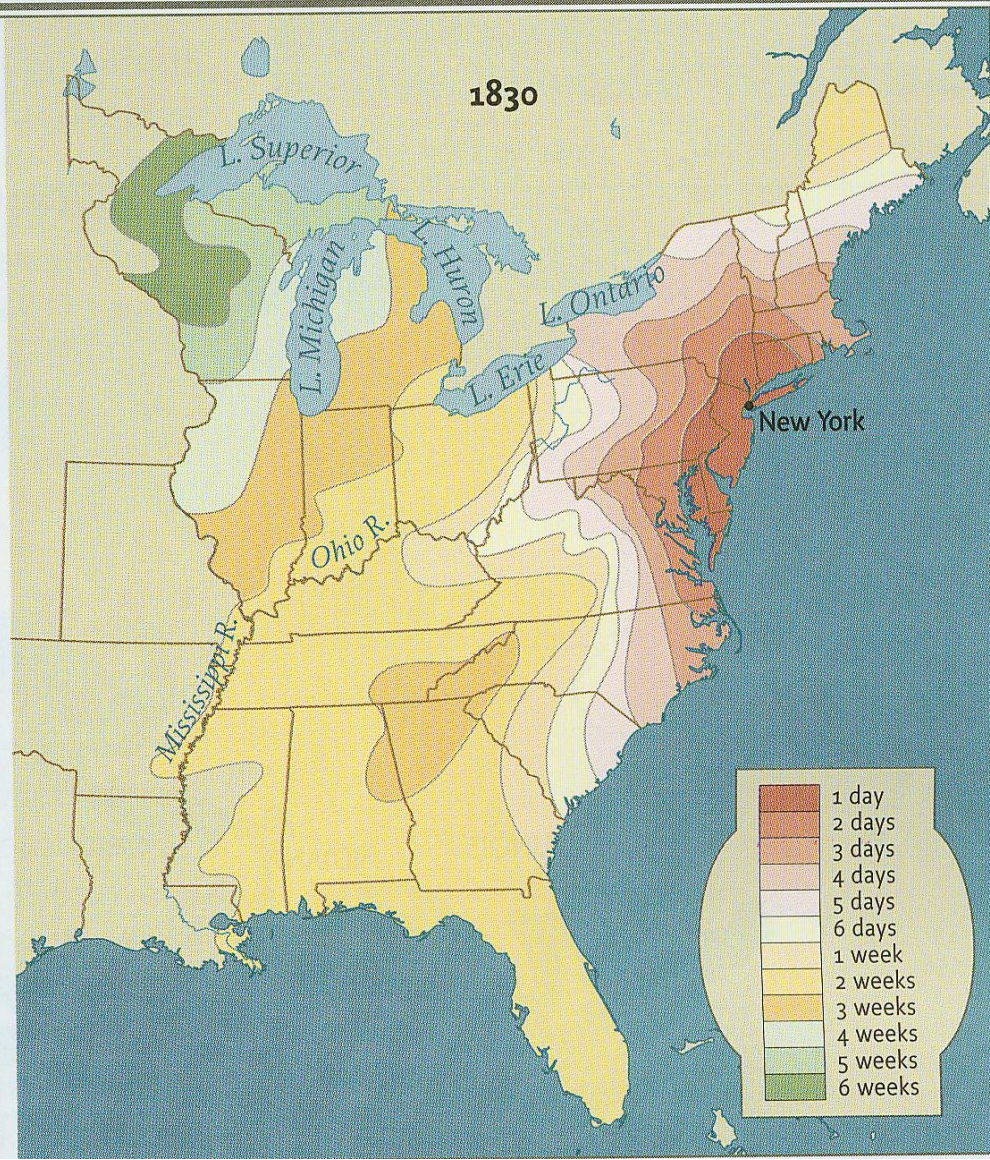 1830
L. Superior
L. Michigan
L. Huron
L. Ontario
L. Erie
New York
Ohio R.
Mississippi R.
1 day
2 days
3 days
4 days
5 days
6 days
1 week
2 weeks
3 weeks
4 weeks
5 weeks
6 weeks